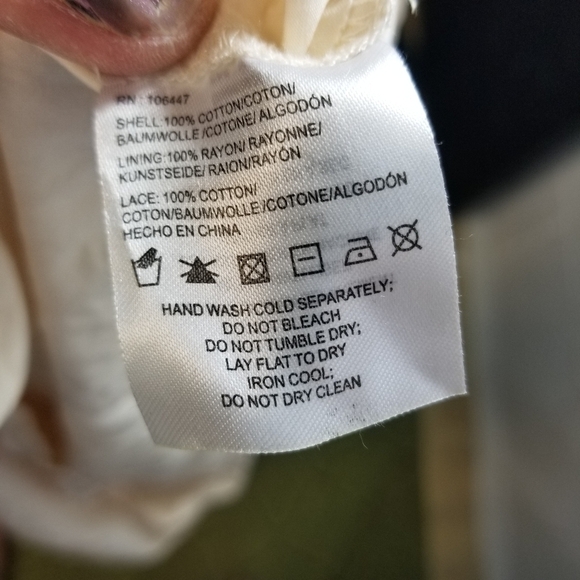 RN: 106447
SHELL:100% COTTON/COTON/
BAUMWOLLE/COTONE/ALGODÓN
LINING:100% RAYON/RAYONNE/
KUNSTSEIDE/RAION/RAYÓN
LACE: 100% COTTON/
COTON/BAUMWOLLE/COTONE/ALGODÓN
HECHO EN CHINA
HAND WASH COLD SEPARATELY;
DO NOT BLEACH
DO NOT TUMBLE DRY;
LAY FLAT TO DRY
IRON COOL;
DO NOT DRY CLEAN